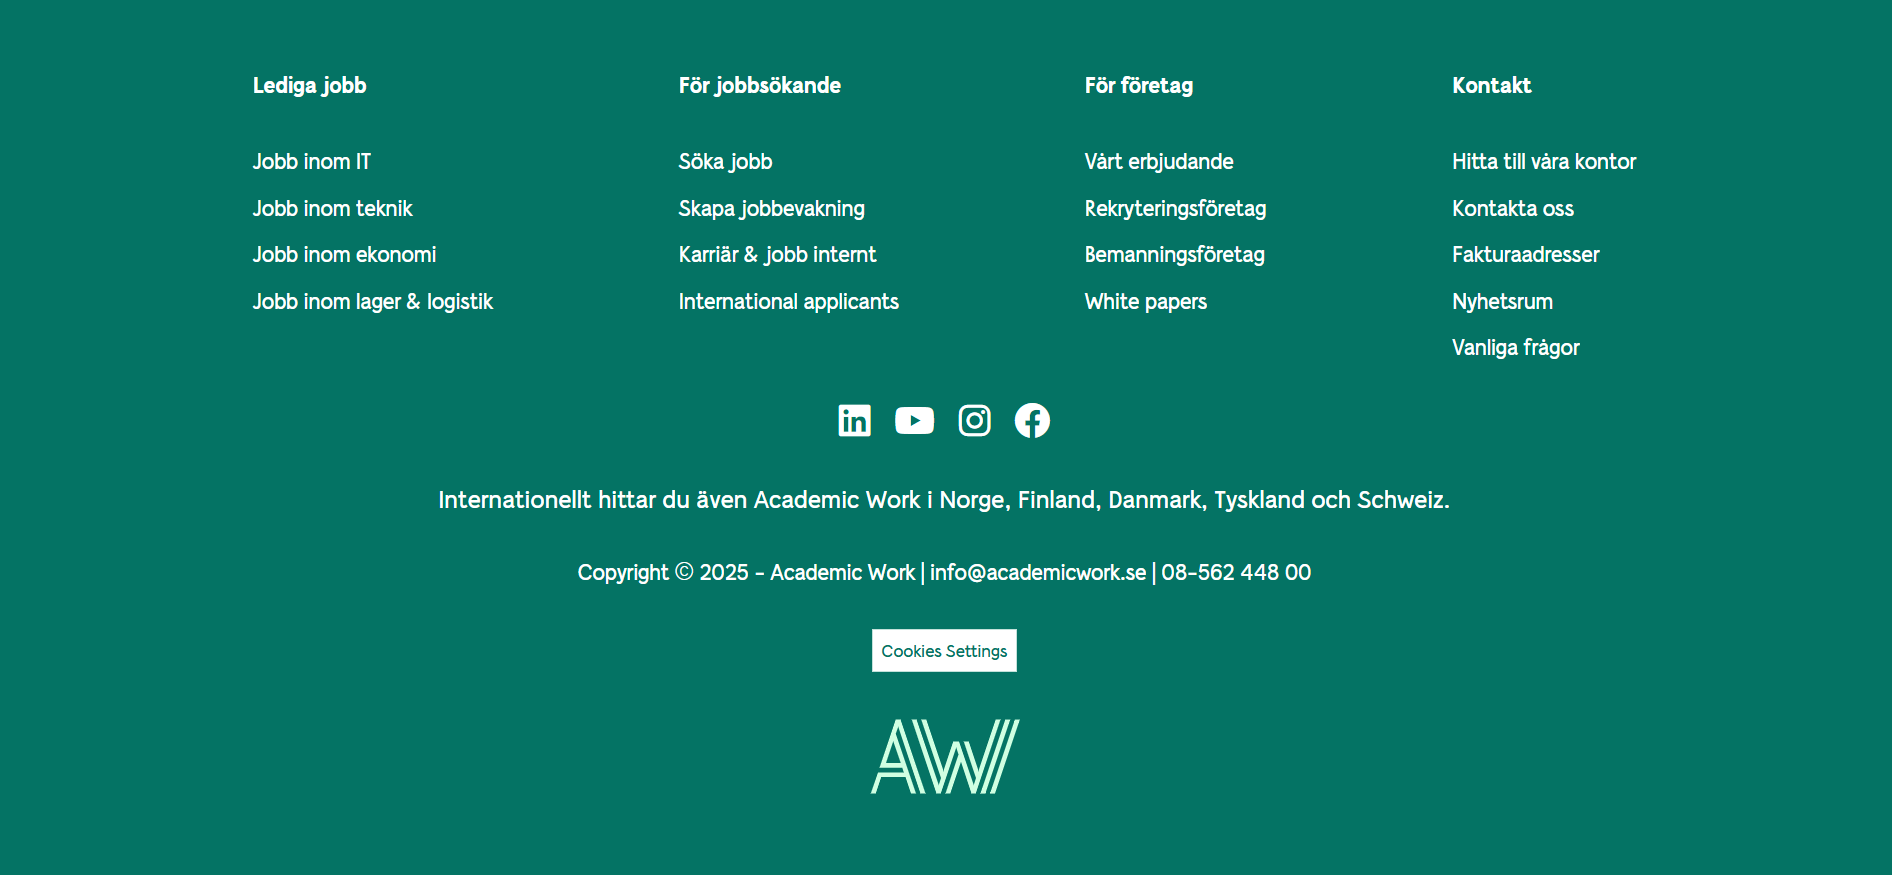 Lediga jobb
Jobb inom IT
Jobb inom teknik
Jobb inom ekonomi
Jobb inom lager & logistik
För jobbsökande
Söka jobb
Skapa jobbevakning
Karriär & jobb internt
International applicants
För företag
Vårt erbjudande
Rekryteringsföretag
Bemanningsföretag
White papers
Kontakt
Hitta till våra kontor
Kontakta oss
Fakturaadresser
Nyhetsrum
Vanliga frågor
Internationellt hittar du även Academic Work i Norge, Finland, Danmark, Tyskland och Schweiz.
Copyright © 2025 - Academic Work | info@academicwork.se | 08-562 448 00
Cookies Settings
AW